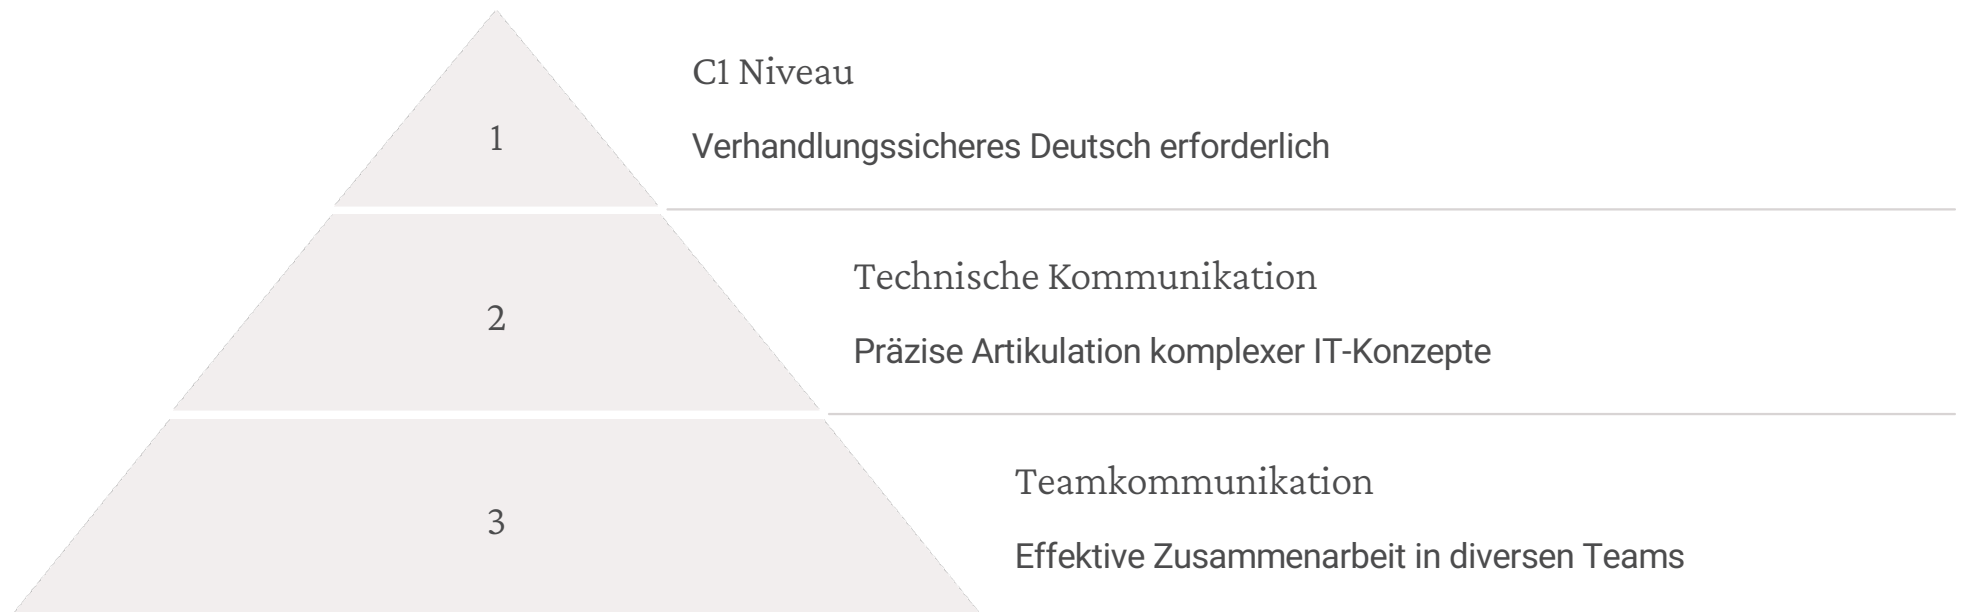 C1 Niveau
1
Verhandlungssicheres Deutsch erforderlich
Technische Kommunikation
2
Präzise Artikulation komplexer IT-Konzepte
Teamkommunikation
3
Effektive Zusammenarbeit in diversen Teams